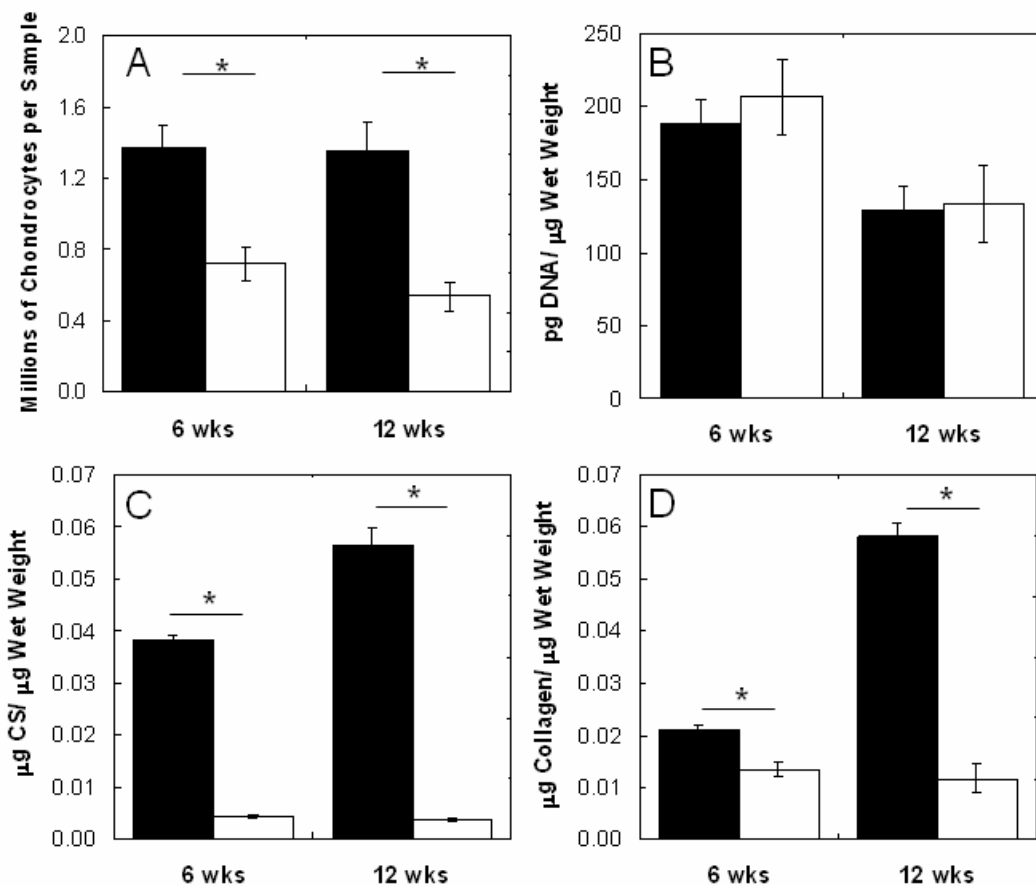 A
Millions of Chondrocytes per Sample
2.0
1.6
1.2
0.8
0.4
0.0
*
*
6 wks
12 wks
B
pg DNA/ μg Wet Weight
250
200
150
100
50
0
6 wks
12 wks
C
μg CS/ μg Wet Weight
0.07
0.06
0.05
0.04
0.03
0.02
0.01
0.00
*
*
6 wks
12 wks
D
μg Collagen/ μg Wet Weight
0.07
0.06
0.05
0.04
0.03
0.02
0.01
0.00
*
*
6 wks
12 wks